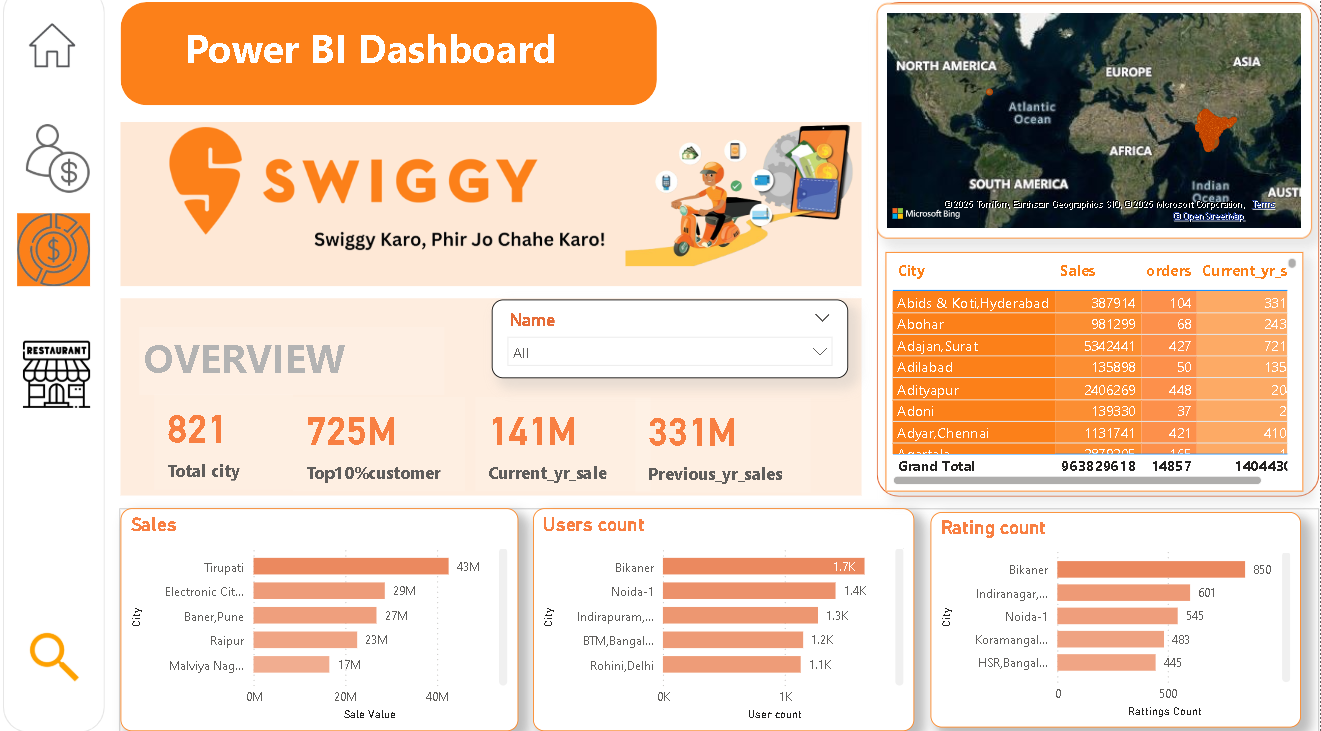 Power BI Dashboard
SWIGGY
Swiggy Karo, Phir Jo Chahe Karo!
RESTAURANT
OVERVIEW
Name
All
821
Total city
725M
Top10%customer
141M
Current_yr_sale
331M
Previous_yr_sales
NORTH AMERICA
EUROPE
ASIA
Atlantic
Ocean
AFRICA
SOUTH AMERICA
Indian
Ocean
AUST
Microsoft Bing
© 2025 TomTom, Earthstar Geographics SIO, © 2025 Microsoft Corporation, Terms
© OpenStreetMap
City Sales orders Current_yr_s
Abids & Koti,Hyderabad 387914 104 331
Abohar 981299 68 243
Adajan,Surat 5342441 427 721
Adilabad 135898 50 135
Adityapur 2406269 448 20
Adoni 139330 37 2
Adyar,Chennai 1131741 421 410
Agartala 2879205 165 1
Grand Total 963829618 14857 1404430
Sales
City
Tirupati 43M
Electronic Cit... 29M
Baner,Pune 27M
Raipur 23M
Malviya Nag... 17M
0M 20M 40M
Sale Value
Users count
City
Bikaner 1.7K
Noida-1 1.4K
Indirapuram,... 1.3K
BTM,Bangal... 1.2K
Rohini,Delhi 1.1K
0K 1K
User count
Rating count
City
Bikaner 850
Indiranagar,... 601
Noida-1 545
Koramangal... 483
HSR,Bangal... 445
0 500
Rattings Count